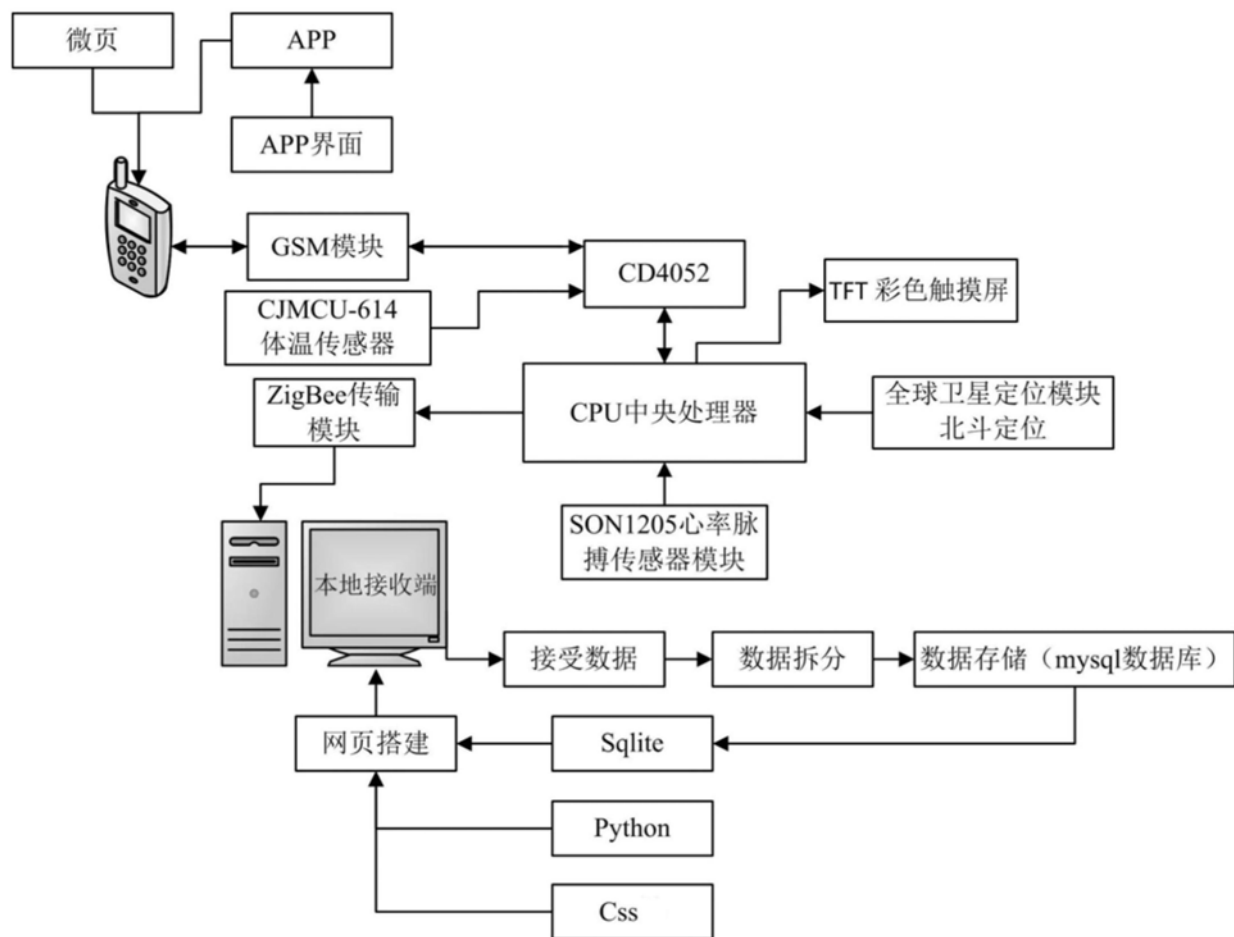 微页
APP
APP界面
GSM模块
CD4052
TFT 彩色触摸屏
CJMCU-614
体温传感器
ZigBee传输
模块
CPU中央处理器
全球卫星定位模块
北斗定位
SON1205心率脉
搏传感器模块
本地接收端
接受数据
数据拆分
数据存储（mysql数据库）
网页搭建
Sqlite
Python
Css